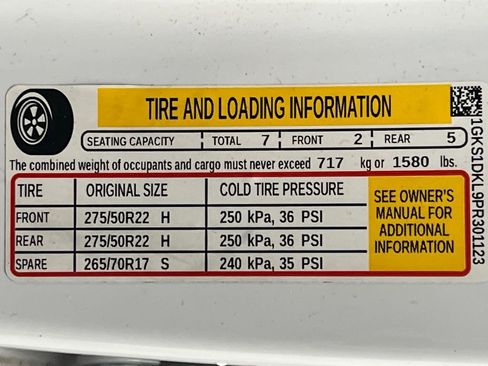 TIRE AND LOADING INFORMATION
SEATING CAPACITY TOTAL 7 FRONT 2 REAR 5
The combined weight of occupants and cargo must never exceed 717 kg or 1580 lbs.
TIRE ORIGINAL SIZE COLD TIRE PRESSURE
FRONT 275/50R22 H 250 kPa, 36 PSI
REAR 275/50R22 H 250 kPa, 36 PSI
SPARE 265/70R17 S 240 kPa, 35 PSI
SEE OWNER'S
MANUAL FOR
ADDITIONAL
INFORMATION
1GKS1DKL9PR301123